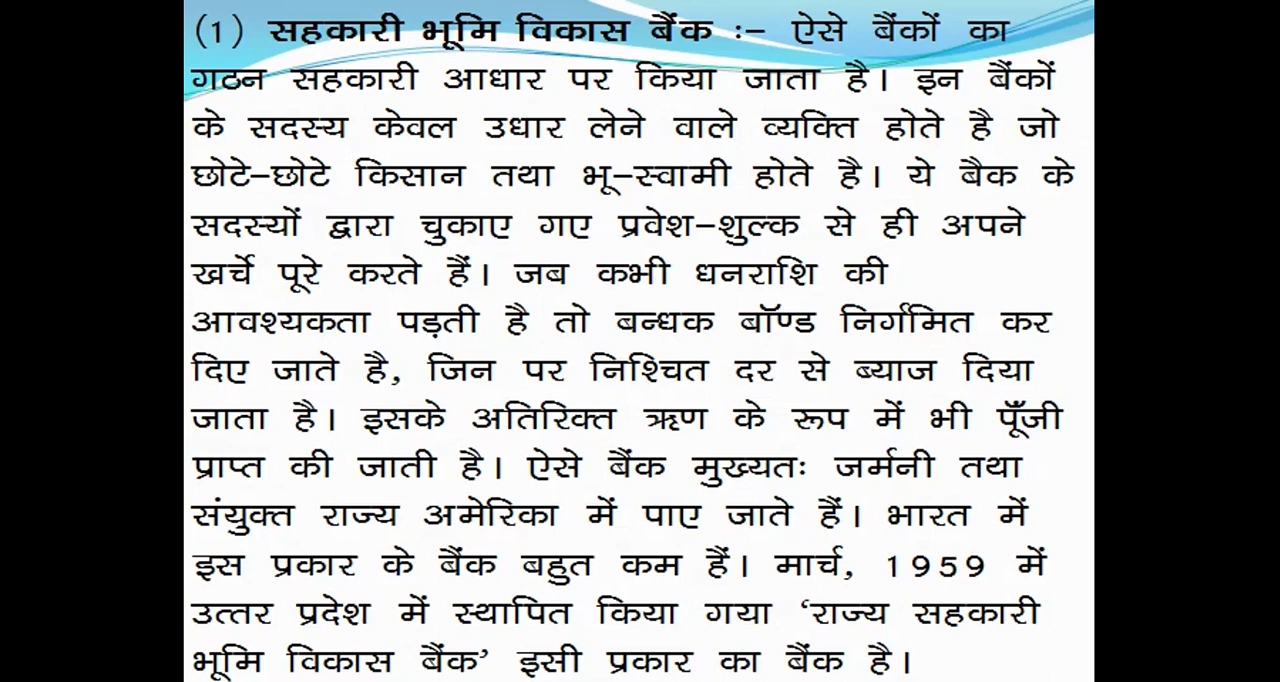 (1) सहकारी भूमि विकास बैंक :– ऐसे बैंकों का
गठन सहकारी आधार पर किया जाता है। इन बैंकों
के सदस्य केवल उधार लेने वाले व्यक्ति होते है जो
छोटे–छोटे किसान तथा भू–स्वामी होते है। ये बैक के
सदस्यों द्वारा चुकाए गए प्रवेश–शुल्क से ही अपने
खर्चे पूरे करते हैं। जब कभी धनराशि की
आवश्यकता पड़ती है तो बन्धक बॉण्ड निर्गमित कर
दिए जाते है, जिन पर निश्चित दर से ब्याज दिया
जाता है। इसके अतिरिक्त ऋण के रूप में भी पूँजी
प्राप्त की जाती है। ऐसे बैंक मुख्यतः जर्मनी तथा
संयुक्त राज्य अमेरिका में पाए जाते हैं। भारत में
इस प्रकार के बैंक बहुत कम हैं। मार्च, 1959 में
उत्तर प्रदेश में स्थापित किया गया ‘राज्य सहकारी
भूमि विकास बैंक’ इसी प्रकार का बैंक है।